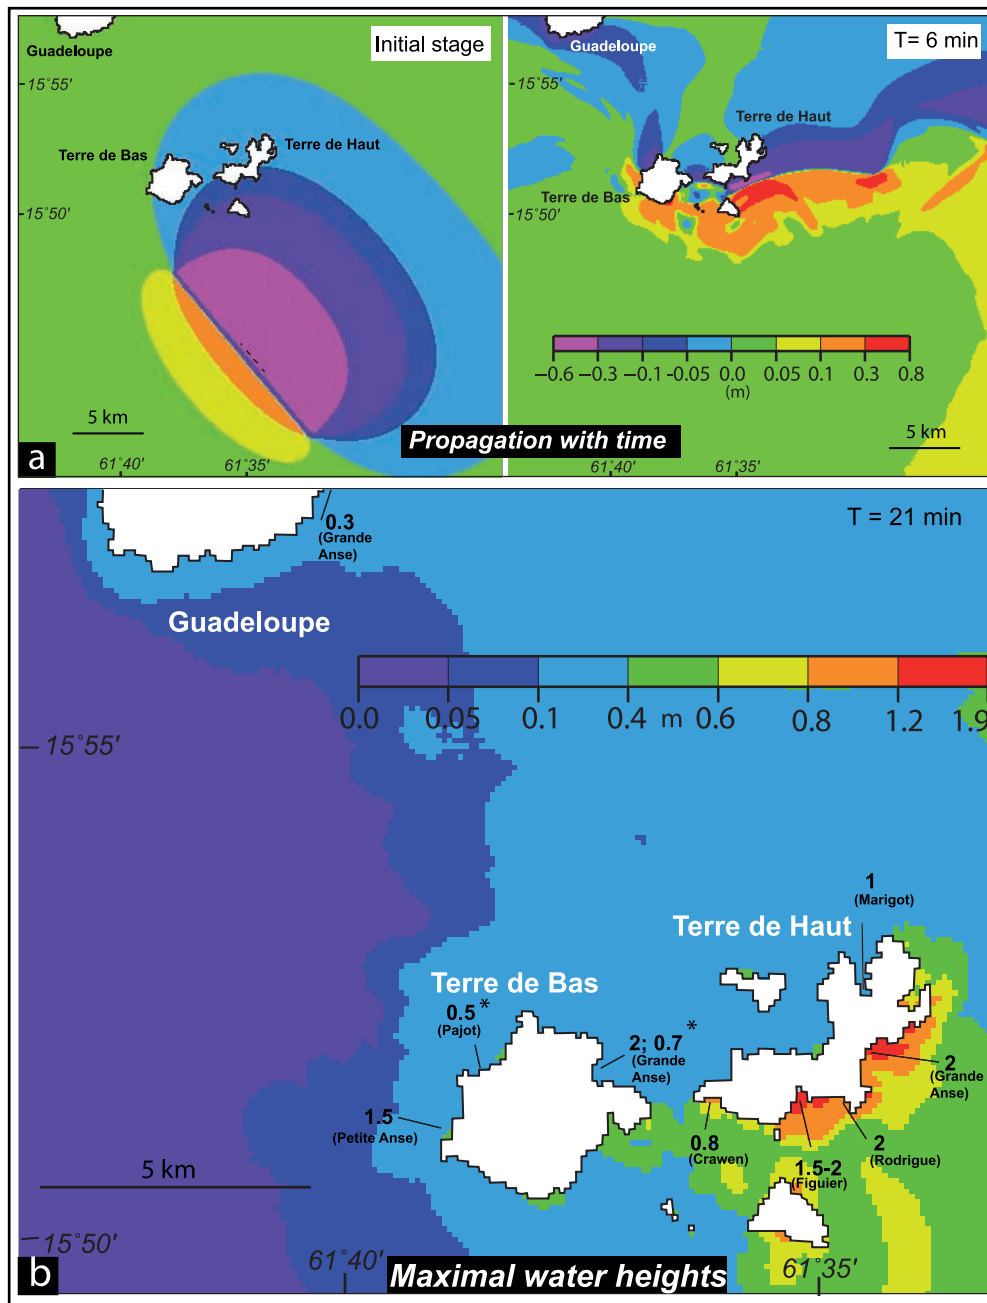 Guadeloupe
Initial stage
15°55'
Terre de Bas
Terre de Haut
15°50'
5 km
a
61°40'
61°35'
Guadeloupe
T= 6 min
15°55'
Terre de Haut
Terre de Bas
15°50'
−0.6 −0.3 −0.1 −0.05 0.0 0.05 0.1 0.3 0.8
(m)
5 km
61°40'
61°35'
Propagation with time
0.3
(Grande
Anse)
T = 21 min
Guadeloupe
0.0 0.05 0.1 0.4 m 0.6 0.8 1.2 1.9
15°55'
1
(Marigot)
Terre de Haut
Terre de Bas
0.5*
(Pajot)
2; 0.7*
(Grande
Anse)
2
(Grande
Anse)
1.5
(Petite Anse)
0.8
(Crawen)
2
(Rodrigue)
1.5-2
(Figuier)
5 km
15°50'
61°40'
61°35'
b
Maximal water heights